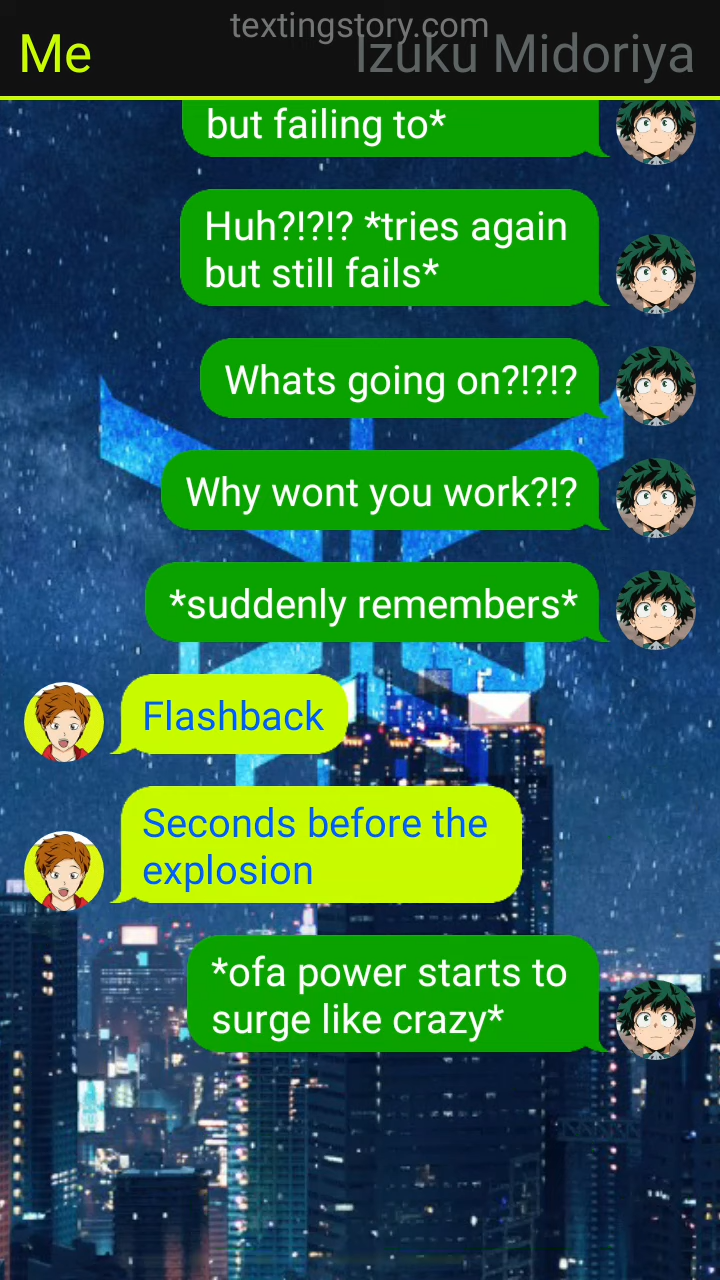 textingstory.com
Me
Izuku Midoriya
but failing to*
Huh?!?!? *tries again
but still fails*
Whats going on?!?!?
Why wont you work?!?
*suddenly remembers*
Flashback
Seconds before the
explosion
*ofa power starts to
surge like crazy*